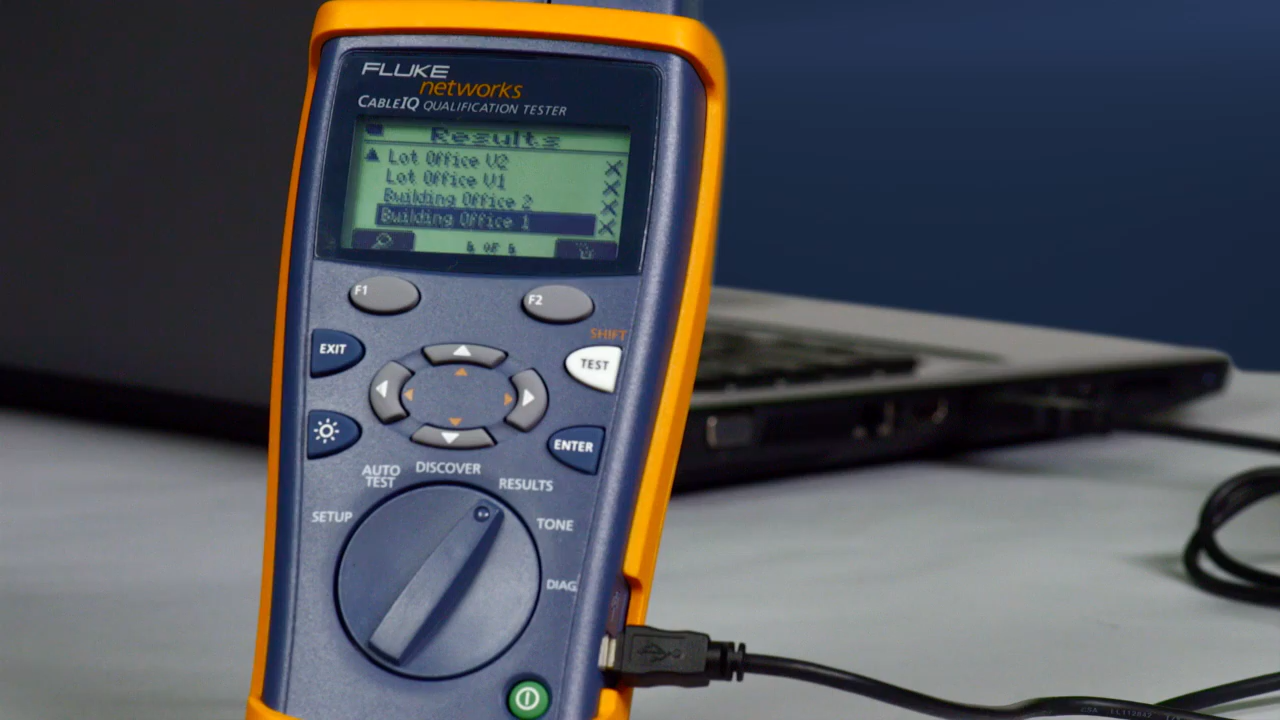 FLUKE
networks
CABLEIQ QUALIFICATION TESTER
Results
Lot Office V2
Lot Office V1
Building Office 2
Building Office 1
OF
F1
F2
SHIFT
EXIT
TEST
ENTER
AUTO
TEST
DISCOVER
RESULTS
SETUP
TONE
DIAG